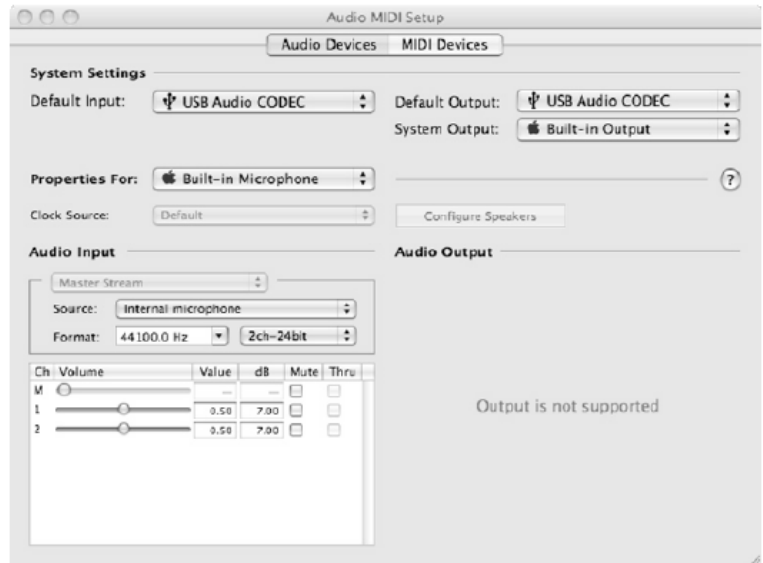 Audio MIDI Setup
Audio Devices MIDI Devices
System Settings
Default Input: USB Audio CODEC
Default Output: USB Audio CODEC
System Output: Built-in Output
Properties For: Built-in Microphone
?
Clock Source: Default
Configure Speakers
Audio Input
Audio Output
Master Stream
Source: Internal microphone
Format: 44100.0 Hz 2ch-24bit
Ch Volume Value dB Mute Thru
M — —
1 0.50 7.00
2 0.50 7.00
Output is not supported